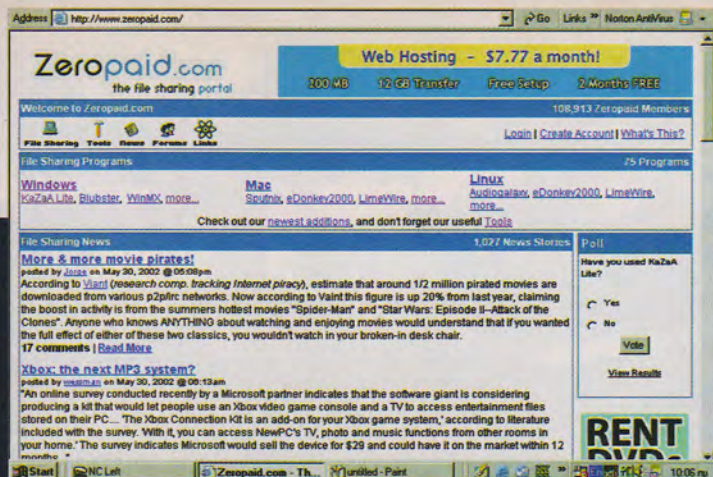 Address http://www.zeropaid.com/ Go Links » Norton AntiVirus
Zeropaid.com
the file sharing portal
Web Hosting - $7.77 a month!
200 MB 12 GB Transfer Free Setup 2 Months FREE
Welcome to Zeropaid.com 108,913 Zeropaid Members
File Sharing Tools News Forums Links
Login | Create Account | What's This?
File Sharing Programs 75 Programs
Windows Mac Linux
KaZaA Lite, Blubster, WinMX, more... Sputnix, eDonkey2000, LimeWire, more... Audiogalaxy, eDonkey2000, LimeWire, more...
Check out our newest additions, and don't forget our useful Tools
File Sharing News 1,027 News Stories
More & more movie pirates!
posted by Jorge on May 30, 2002 @ 05:08pm
According to Viant (research comp. tracking Internet piracy), estimate that around 1/2 million pirated movies are
downloaded from various p2p/irc networks. Now according to Vaint this figure is up 20% from last year, claiming
the boost in activity is from the summers hottest movies "Spider-Man" and "Star Wars: Episode II--Attack of the
Clones". Anyone who knows ANYTHING about watching and enjoying movies would understand that if you wanted
the full effect of either of these two classics, you wouldn't watch in your broken-in desk chair.
17 comments | Read More
Xbox: the next MP3 system?
posted by westman on May 30, 2002 @ 06:13am
"An online survey conducted recently by a Microsoft partner indicates that the software giant is considering
producing a kit that would let people use an Xbox video game console and a TV to access entertainment files
stored on their PC.... 'The Xbox Connection Kit is an add-on for your Xbox game system,' according to literature
included with the survey. 'With it, you can access NewPC's TV, photo and music functions from other rooms in
your home.' The survey indicates Microsoft would sell the device for $29 and could have it on the market within 12
months. "
Poll
Have you used KaZaA
Lite?
Yes
No
Vote
View Results
RENT
DVDs
Start NC Left Zeropaid.com - Th... untitled - Paint » 10:06